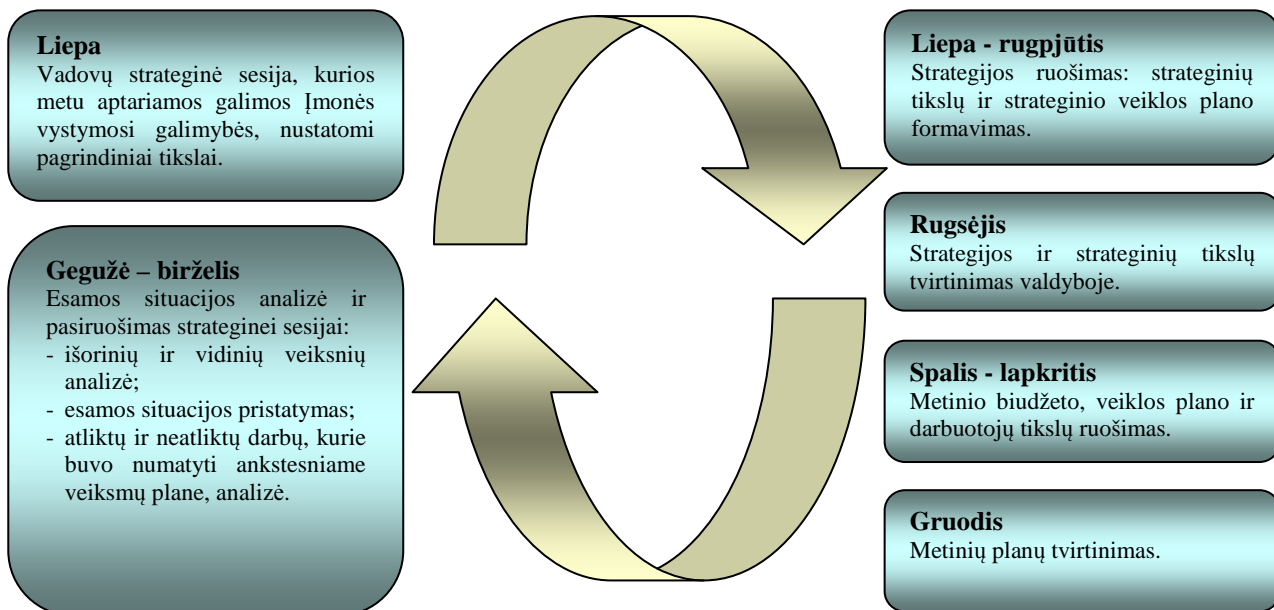 Liepa
Vadovų strateginė sesija, kurios
metu aptariamos galimos Įmonės
vystymosi galimybės, nustatomi
pagrindiniai tikslai.
Gegužė – birželis
Esamos situacijos analizė ir
pasiruošimas strateginei sesijai:
- išorinių ir vidinių veiksnių
analizė;
- esamos situacijos pristatymas;
- atliktų ir neatliktų darbų, kurie
buvo numatyti ankstesniame
veiksmų plane, analizė.
Liepa - rugpjūtis
Strategijos ruošimas: strateginių
tikslų ir strateginio veiklos plano
formavimas.
Rugsėjis
Strategijos ir strateginių tikslų
tvirtinimas valdyboje.
Spalis - lapkritis
Metinio biudžeto, veiklos plano ir
darbuotojų tikslų ruošimas.
Gruodis
Metinių planų tvirtinimas.